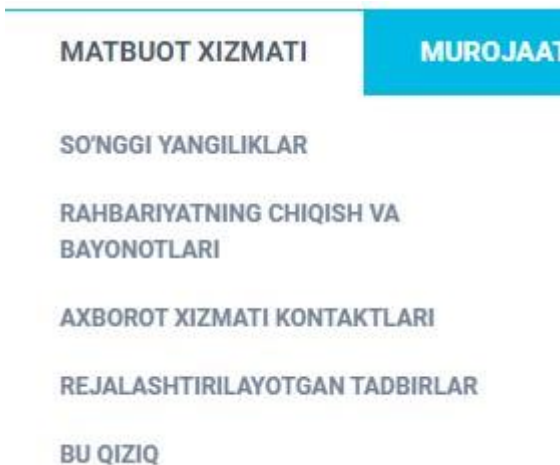 MATBUOT XIZMATI
MUROJAAT
SO'NGGI YANGILIKLAR
RAHBARIYATNING CHIQISH VA
BAYONOTLARI
AXBOROT XIZMATI KONTAKTLARI
REJALASHTIRILAYOTGAN TADBIRLAR
BU QIZIQ